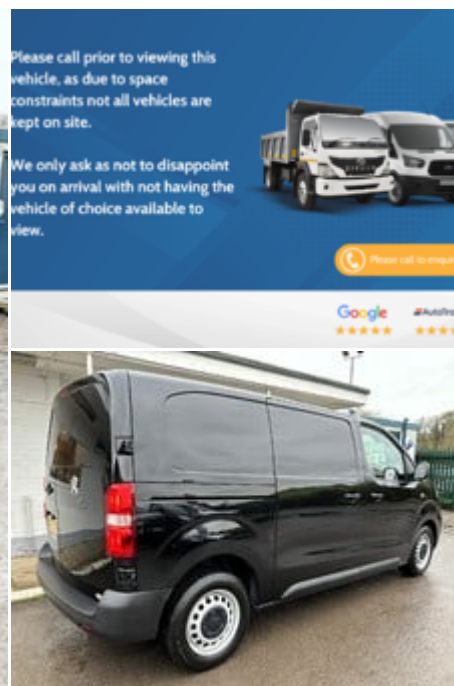 Please call prior to viewing this
vehicle, as due to space
constraints not all vehicles are
kept on site.
We only ask as not to disappoint
you on arrival with not having the
vehicle of choice available to
view.
Please call to enquir
Google